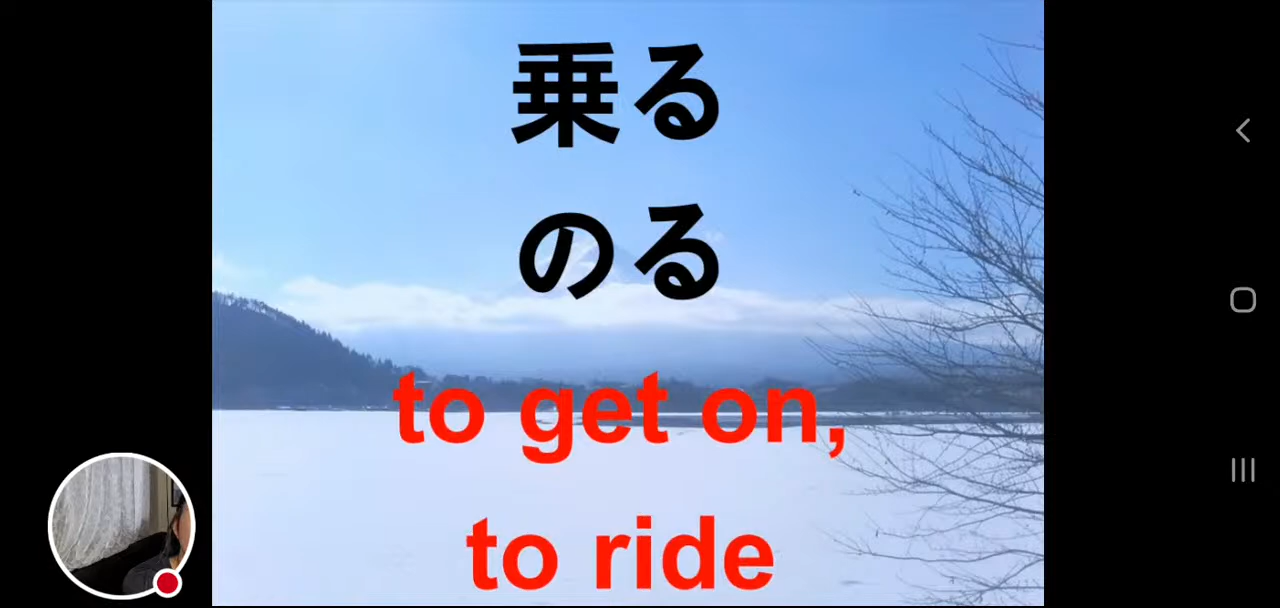 乗る
のる
to get on,
to ride